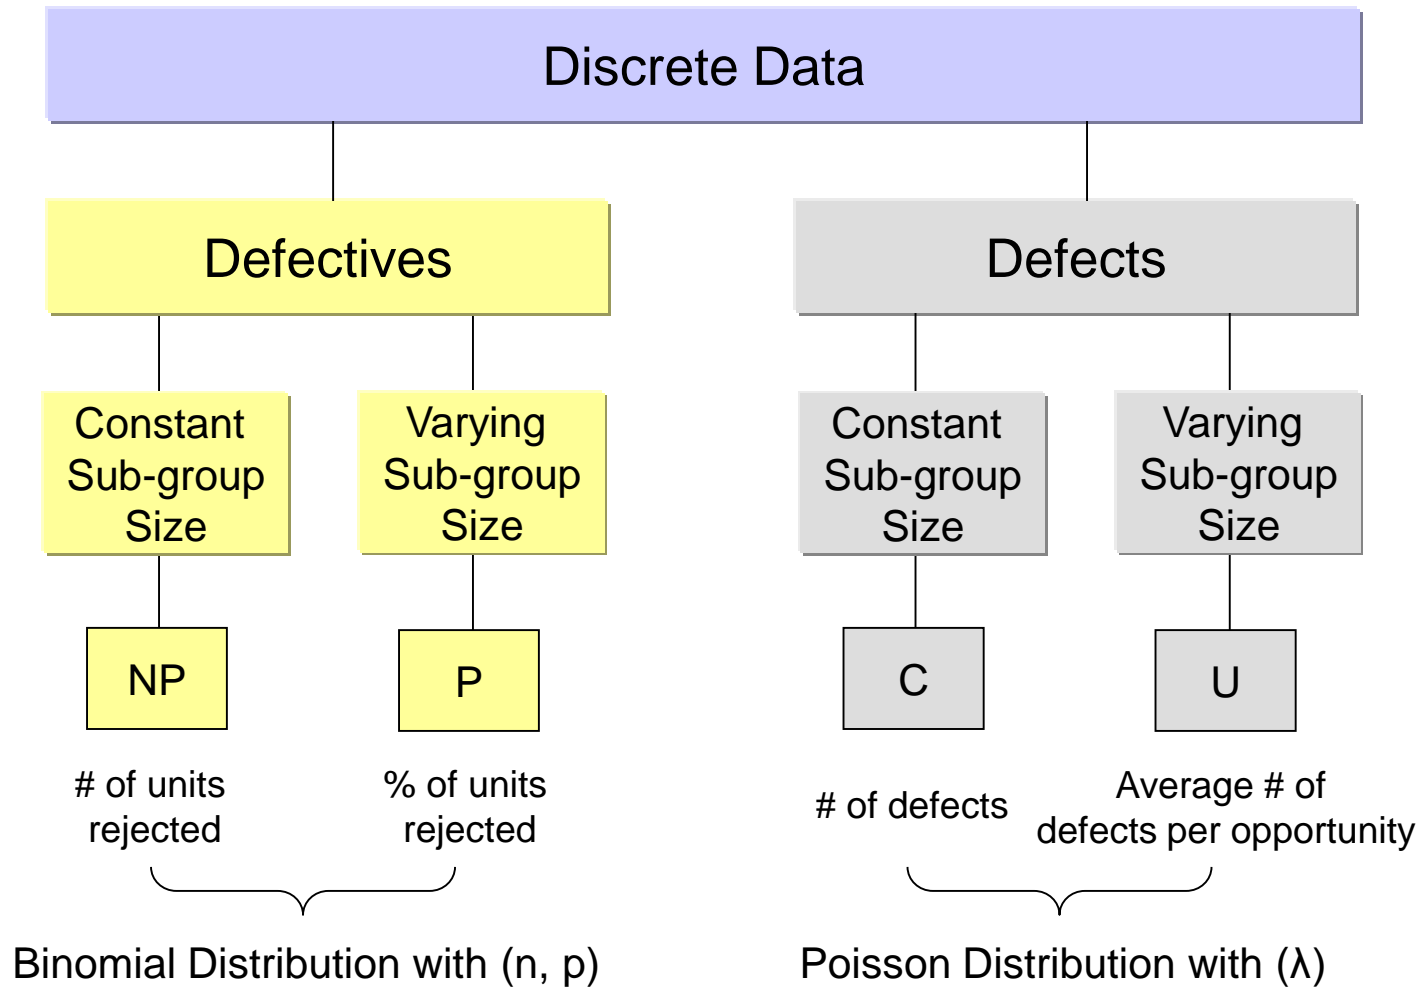 Discrete Data
Defectives
Defects
Constant
Sub-group
Size
Varying
Sub-group
Size
Constant
Sub-group
Size
Varying
Sub-group
Size
NP
P
C
U
# of units
rejected
% of units
rejected
# of defects
Average # of
defects per opportunity
Binomial Distribution with (n, p)
Poisson Distribution with (λ)